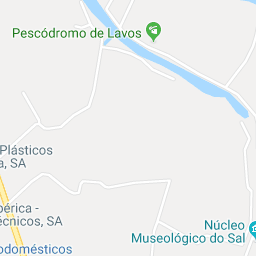 Pescódromo de Lavos
Plásticos
a, SA
bérica -
écnicos, SA
Núcleo
Museológico do Sal
odomésticos